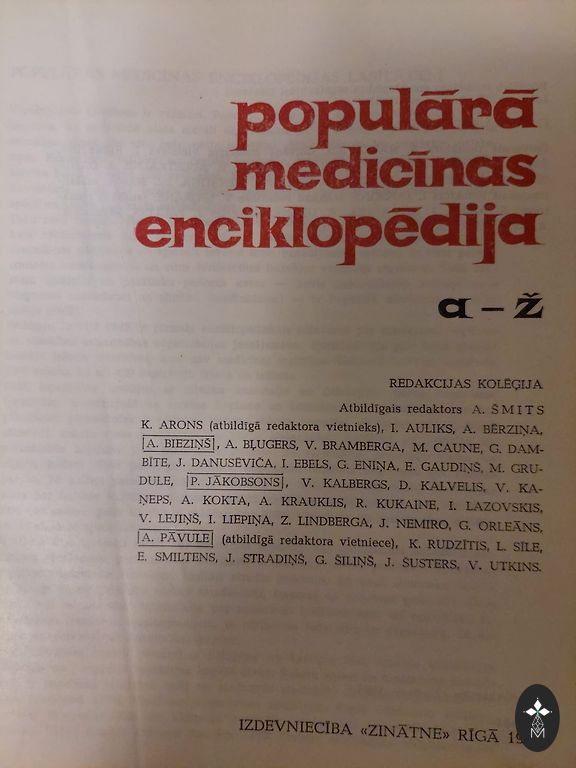 populārā
medicīnas
enciklopēdija
a – ž
REDAKCIJAS KOLĒĢIJA
Atbildīgais redaktors A. ŠMITS
K. ARONS (atbildīgā redaktora vietnieks), I. AULIKS, A. BĒRZIŅA,
A. BIEZIŅŠ, A. BĻUGERS, V. BRAMBERGA, M. CAUNE, G. DAM-
BĪTE, J. DANUSĒVIČA, I. EBELS, G. ENIŅA, E. GAUDIŅŠ, M. GRU-
DULE, P. JĀKOBSONS, V. KALBERGS, D. KALVELIS, V. KA-
ŅEPS, A. KOKTA, A. KRAUKLIS, R. KUKAINE, I. LAZOVSKIS,
V. LEJIŅŠ, I. LIEPIŅA, Z. LINDBERGA, J. NEMIRO, G. ORLEĀNS,
A. PĀVULE (atbildīgā redaktora vietniece), K. RUDZĪTIS, L. SĪLE,
E. SMILTENS, J. STRADIŅŠ, G. ŠILIŅŠ, J. ŠUSTERS, V. UTKINS.
IZDEVNIECĪBA «ZINĀTNE» RĪGĀ
M